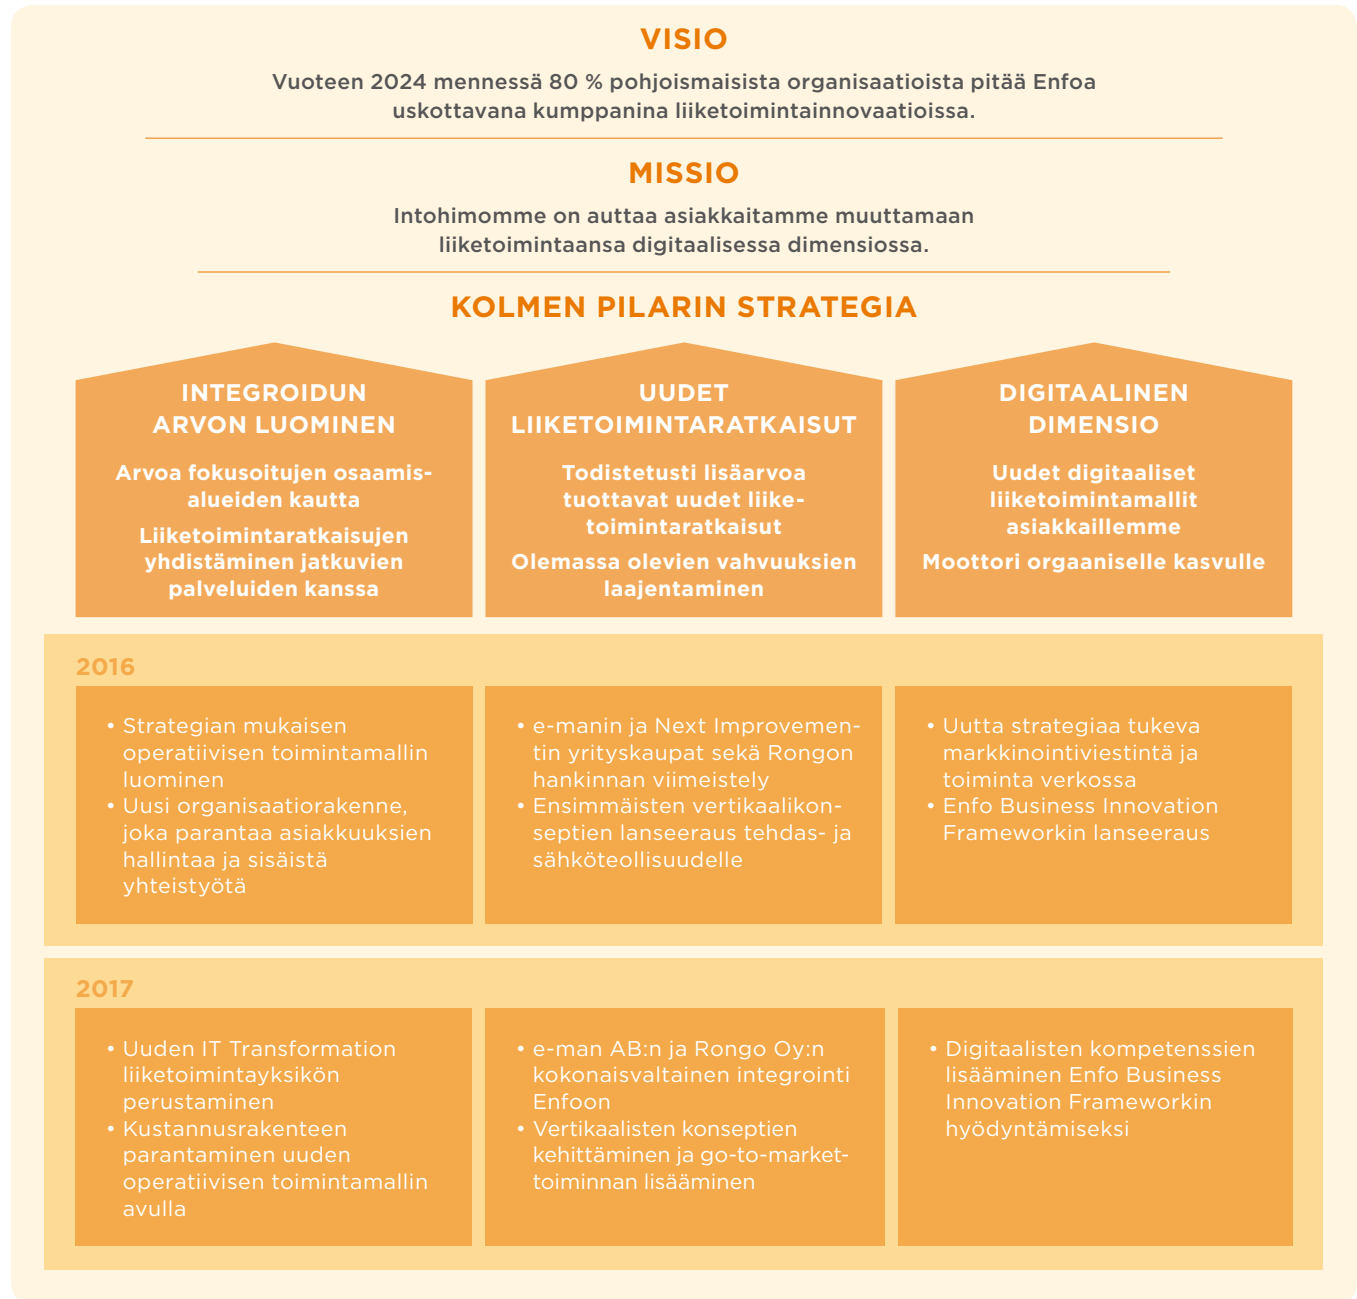 VISIO
Vuoteen 2024 mennessä 80 % pohjoismaisista organisaatioista pitää Enfoa
uskottavana kumppanina liiketoimintainnovaatioissa.
MISSIO
Intohimomme on auttaa asiakkaitamme muuttamaan
liiketoimintaansa digitaalisessa dimensiossa.
KOLMEN PILARIN STRATEGIA
INTEGROIDUN
ARVON LUOMINEN
Arvoa fokusoitujen osaamis-
alueiden kautta
Liiketoimintaratkaisujen
yhdistäminen jatkuvien
palveluiden kanssa
UUDET
LIIKETOIMINTARATKAISUT
Todistetusti lisäarvoa
tuottavat uudet liike-
toimintaratkaisut
Olemassa olevien vahvuuksien
laajentaminen
DIGITAALINEN
DIMENSIO
Uudet digitaaliset
liiketoimintamallit
asiakkaillemme
Moottori orgaaniselle kasvulle
2016
• Strategian mukaisen
operatiivisen toimintamallin
luominen
• Uusi organisaatiorakenne,
joka parantaa asiakkuuksien
hallintaa ja sisäistä
yhteistyötä
• e-manin ja Next Improvemen-
tin yrityskaupat sekä Rongon
hankinnan viimeistely
• Ensimmäisten vertikaalikon-
septien lanseeraus tehdas- ja
sähköteollisuudelle
• Uutta strategiaa tukeva
markkinointiviestintä ja
toiminta verkossa
• Enfo Business Innovation
Frameworkin lanseeraus
2017
• Uuden IT Transformation
liiketoimintayksikön
perustaminen
• Kustannusrakenteen
parantaminen uuden
operatiivisen toimintamallin
avulla
• e-man AB:n ja Rongo Oy:n
kokonaisvaltainen integrointi
Enfoon
• Vertikaalisten konseptien
kehittäminen ja go-to-market-
toiminnan lisääminen
• Digitaalisten kompetenssien
lisääminen Enfo Business
Innovation Frameworkin
hyödyntämiseksi